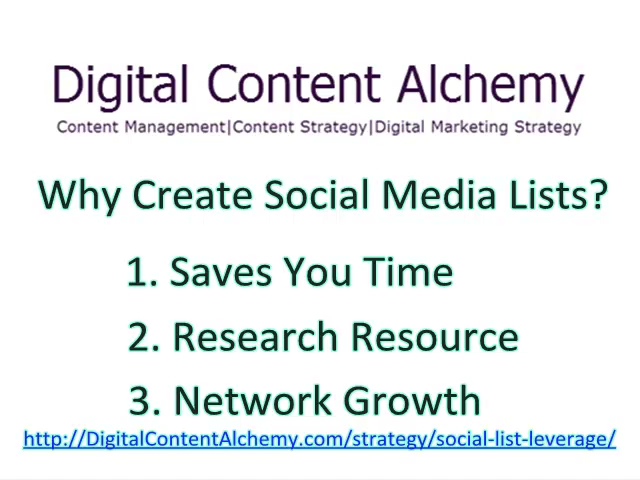 Digital Content Alchemy
Content Management|Content Strategy|Digital Marketing Strategy
Why Create Social Media Lists?
1. Saves You Time
2. Research Resource
3. Network Growth
http://DigitalContentAlchemy.com/strategy/social-list-leverage/